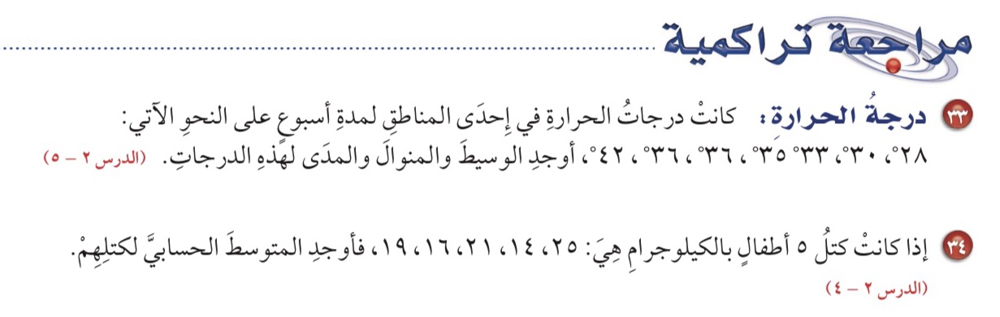 مراجعة تراكمية
٣٣ درجةُ الحرارةِ: كانتْ درجاتُ الحرارةِ في إِحدَى المناطقِ لمدةِ أسبوعٍ على النحوِ الآتي:
٢٨°، ٣٠°، ٣٣° ٣٥°، ٣٦°، ٣٦°، ٤٢°، أوجدِ الوسيطَ والمنوالَ والمدَى لهذهِ الدرجاتِ. (الدرس ٢ – ٥)
٣٤ إذا كانتْ كتلُ ٥ أطفالٍ بالكيلوجرامِ هِيَ: ٢٥، ١٤، ٢١، ١٦، ١٩، فأوجدِ المتوسطَ الحسابيَّ لكتلِهِمْ.
(الدرس ٢ – ٤)